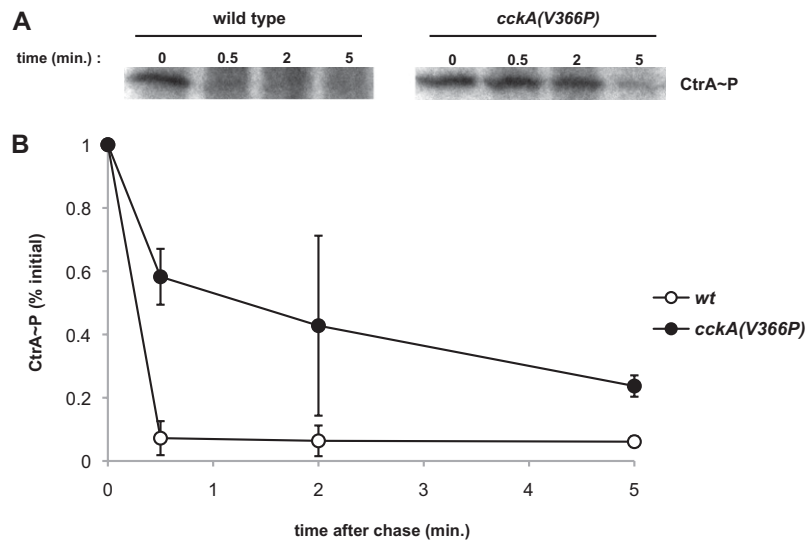 A
wild type
cckA(V366P)
time (min.) : 0 0.5 2 5 0 0.5 2 5
CtrA~P
B
CtrA~P (% initial)
1
0.8
0.6
0.4
0.2
0
0 1 2 3 4 5
time after chase (min.)
wt
cckA(V366P)